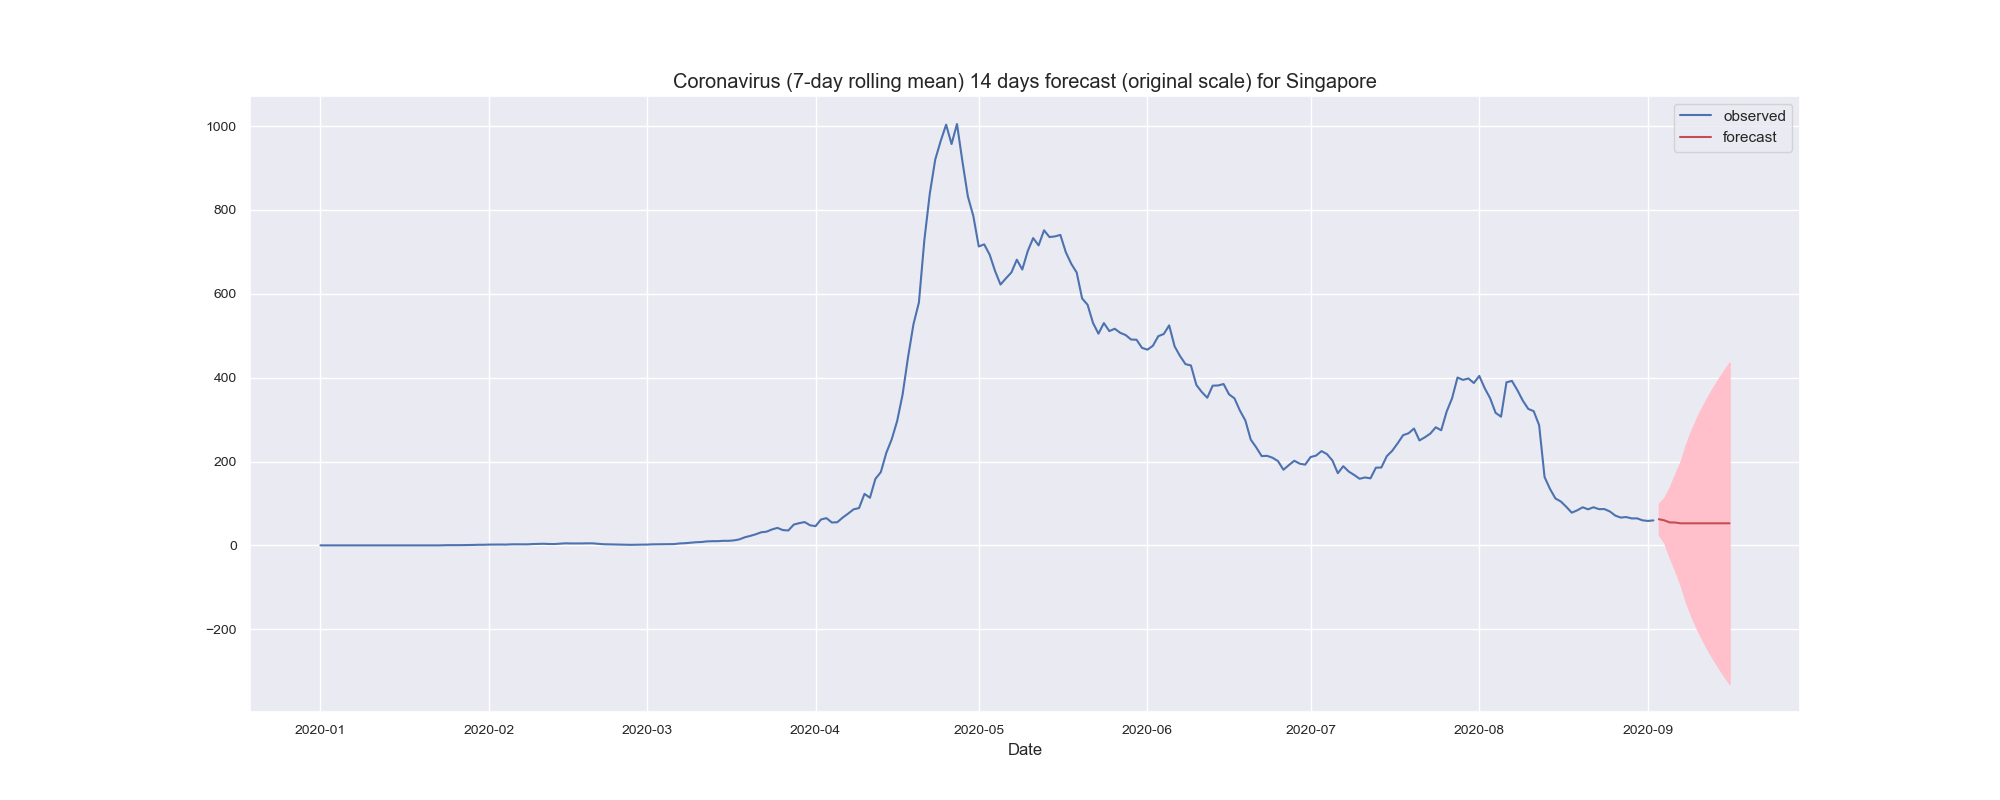 Coronavirus (7-day rolling mean) 14 days forecast (original scale) for Singapore
observed
forecast
1000
800
600
400
200
0
−200
2020-01 2020-02 2020-03 2020-04 2020-05 2020-06 2020-07 2020-08 2020-09
Date